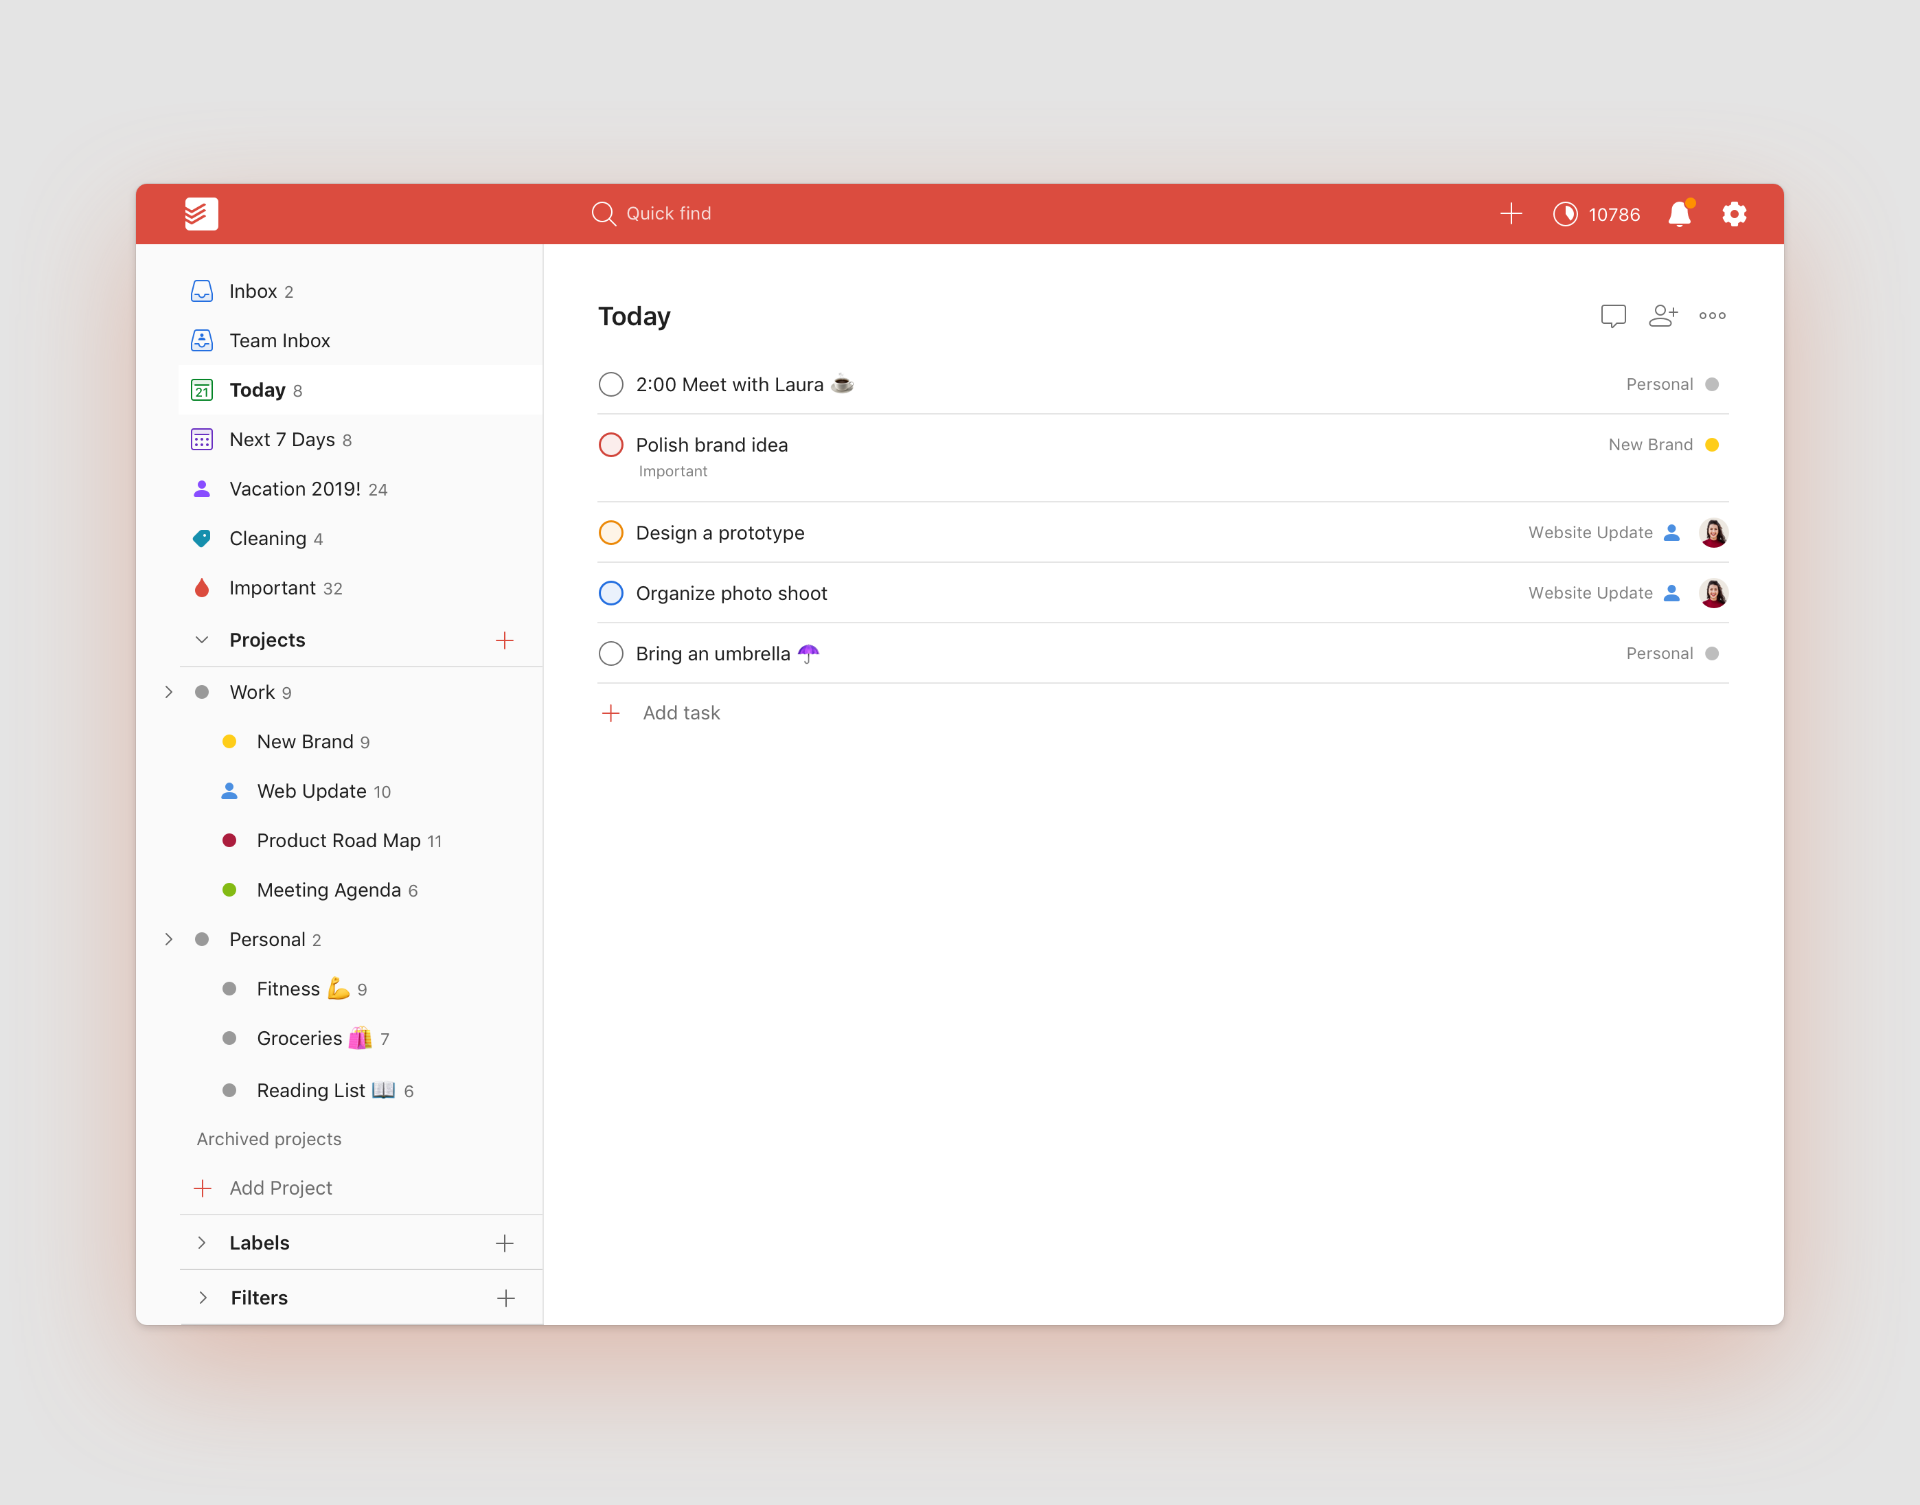 Quick find
10786
Inbox 2
Team Inbox
21 Today 8
Next 7 Days 8
Vacation 2019! 24
Cleaning 4
Important 32
Projects
Work 9
New Brand 9
Web Update 10
Product Road Map 11
Meeting Agenda 6
Personal 2
Fitness 💪 9
Groceries 🛍️ 7
Reading List 📖 6
Archived projects
Add Project
Labels
Filters
Today
2:00 Meet with Laura ☕ Personal
Polish brand idea New Brand
Important
Design a prototype Website Update
Organize photo shoot Website Update
Bring an umbrella ☂️ Personal
Add task